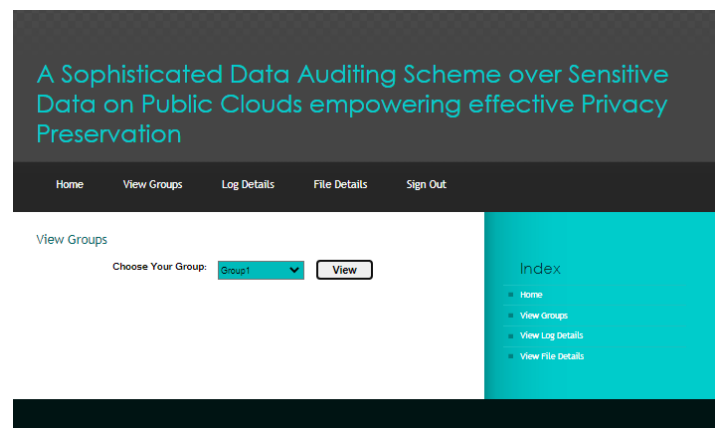 A Sophisticated Data Auditing Scheme over Sensitive
Data on Public Clouds empowering effective Privacy
Preservation
Home View Groups Log Details File Details Sign Out
View Groups
Choose Your Group: Group1 View
Index
Home
View Groups
View Log Details
View File Details